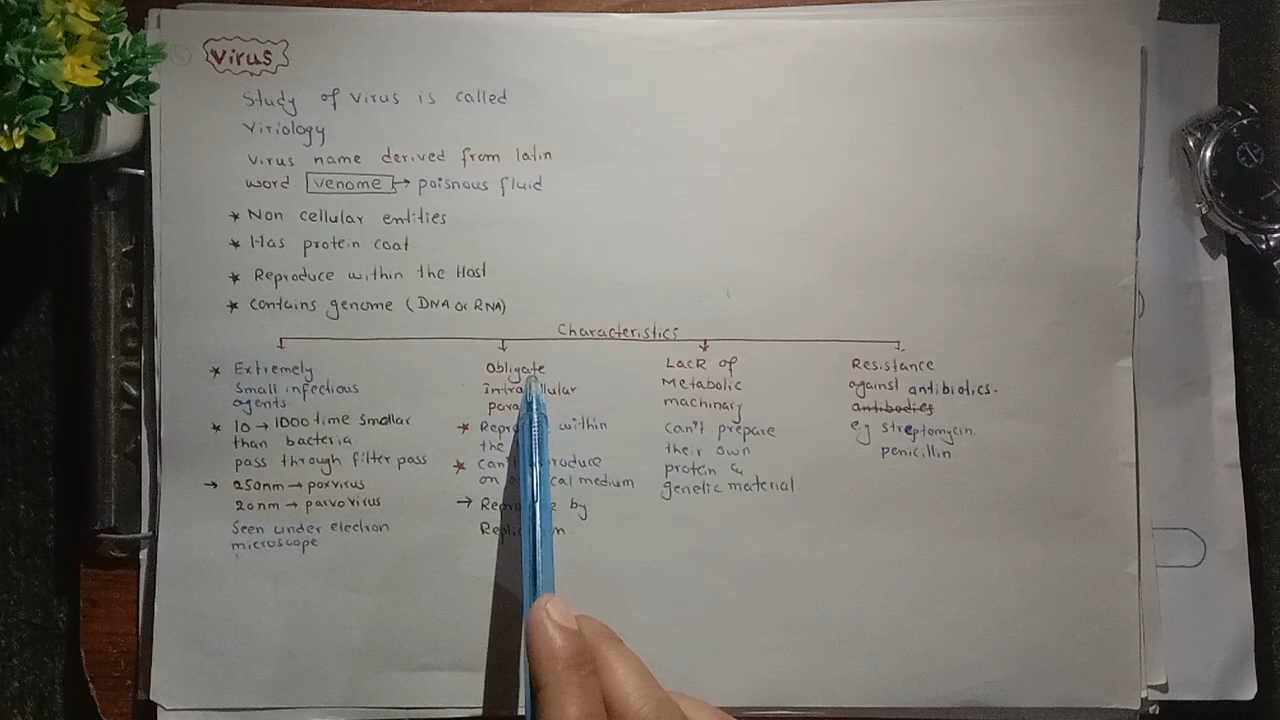 Virus
Study of virus is called
Viriology
Virus name derived from latin
word venome → poisnous fluid
* Non cellular entities
* Has protein coat
* Reproduce within the Host
* contains genome (DNA or RNA)
Characteristics
* Extremely
small infectious
agents
* 10 → 1000 time smaller
than bacteria
pass through filter pass
→ 250nm → poxvirus
20nm → parvovirus
Seen under electron
microscope
Obligate
within
on medium
→ by
Lack of
Metabolic
machinary
can't prepare
their own
protein &
genetic material
Resistance
against antibiotics.
antibodies
eg streptomycin.
penicillin